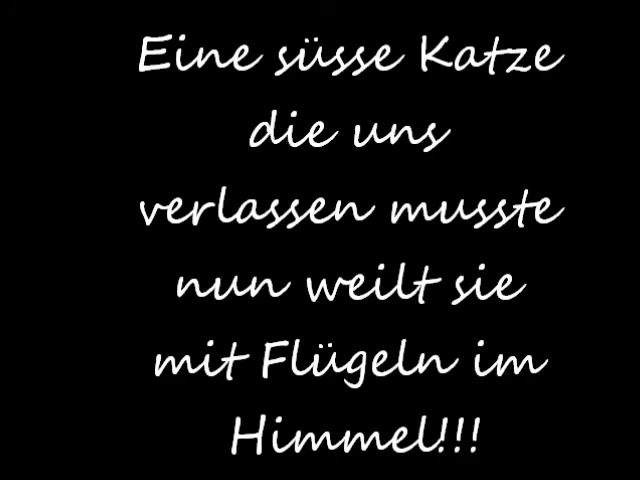 Eine süsse Katze
die uns
verlassen musste
nun weilt sie
mit Flügeln im
Himmel!!!